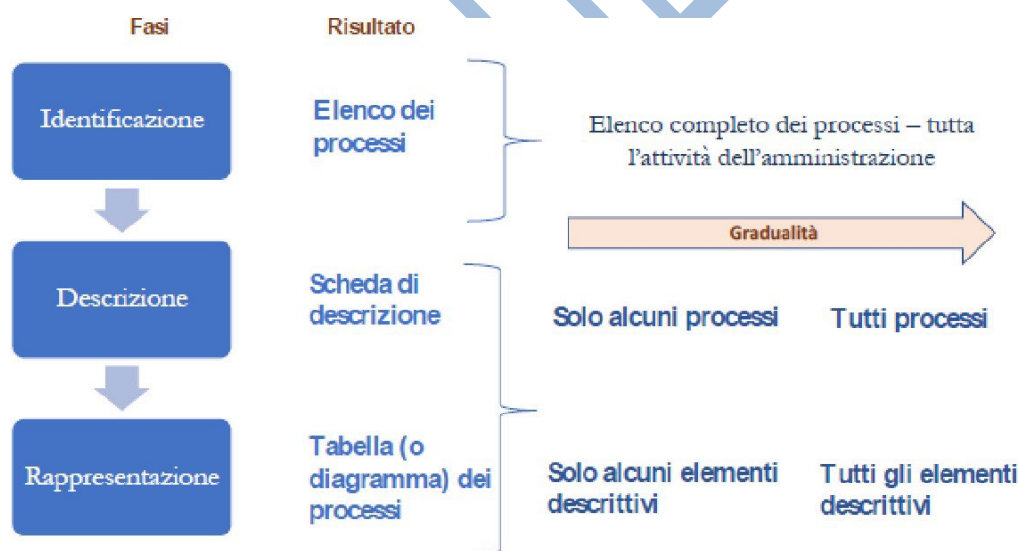 Fasi
Risultato
Identificazione
Elenco dei
processi
Elenco completo dei processi – tutta
l’attività dell’amministrazione
Gradualità
Descrizione
Scheda di
descrizione
Solo alcuni processi
Tutti processi
Rappresentazione
Tabella (o
diagramma) dei
processi
Solo alcuni elementi
descrittivi
Tutti gli elementi
descrittivi